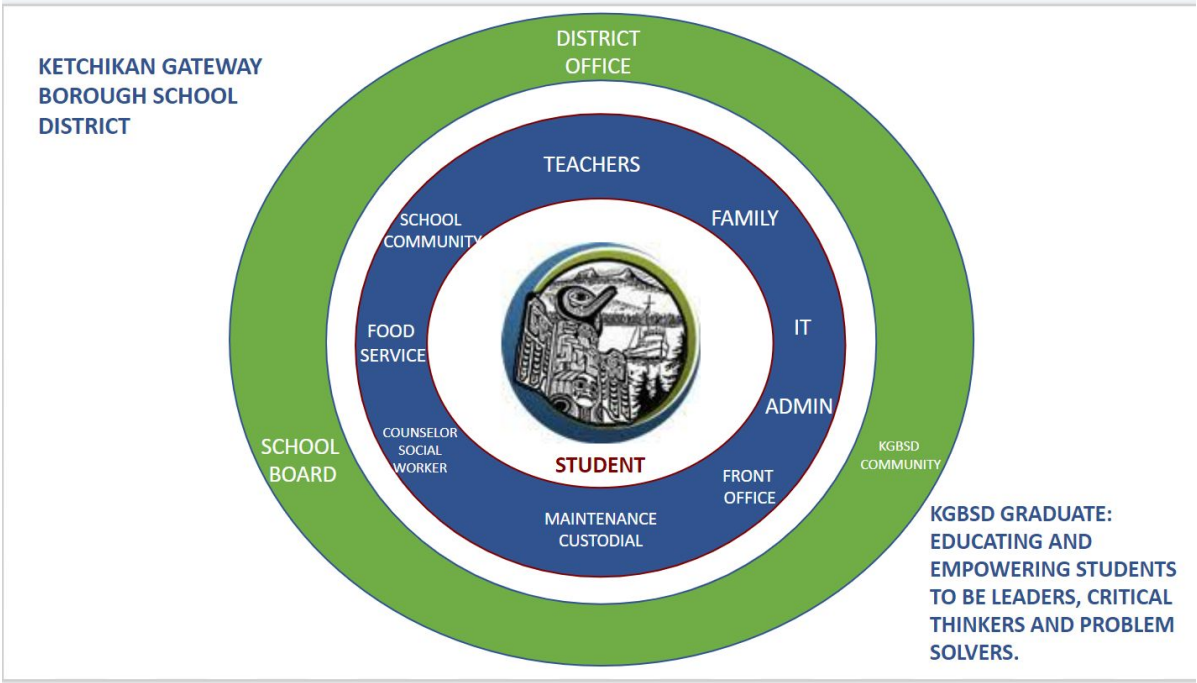 KETCHIKAN GATEWAY
BOROUGH SCHOOL
DISTRICT
DISTRICT
OFFICE
TEACHERS
SCHOOL
COMMUNITY
FAMILY
FOOD
SERVICE
IT
ADMIN
COUNSELOR
SOCIAL
WORKER
SCHOOL
BOARD
STUDENT
FRONT
OFFICE
KGBSD
COMMUNITY
MAINTENANCE
CUSTODIAL
KGBSD GRADUATE:
EDUCATING AND
EMPOWERING STUDENTS
TO BE LEADERS, CRITICAL
THINKERS AND PROBLEM
SOLVERS.